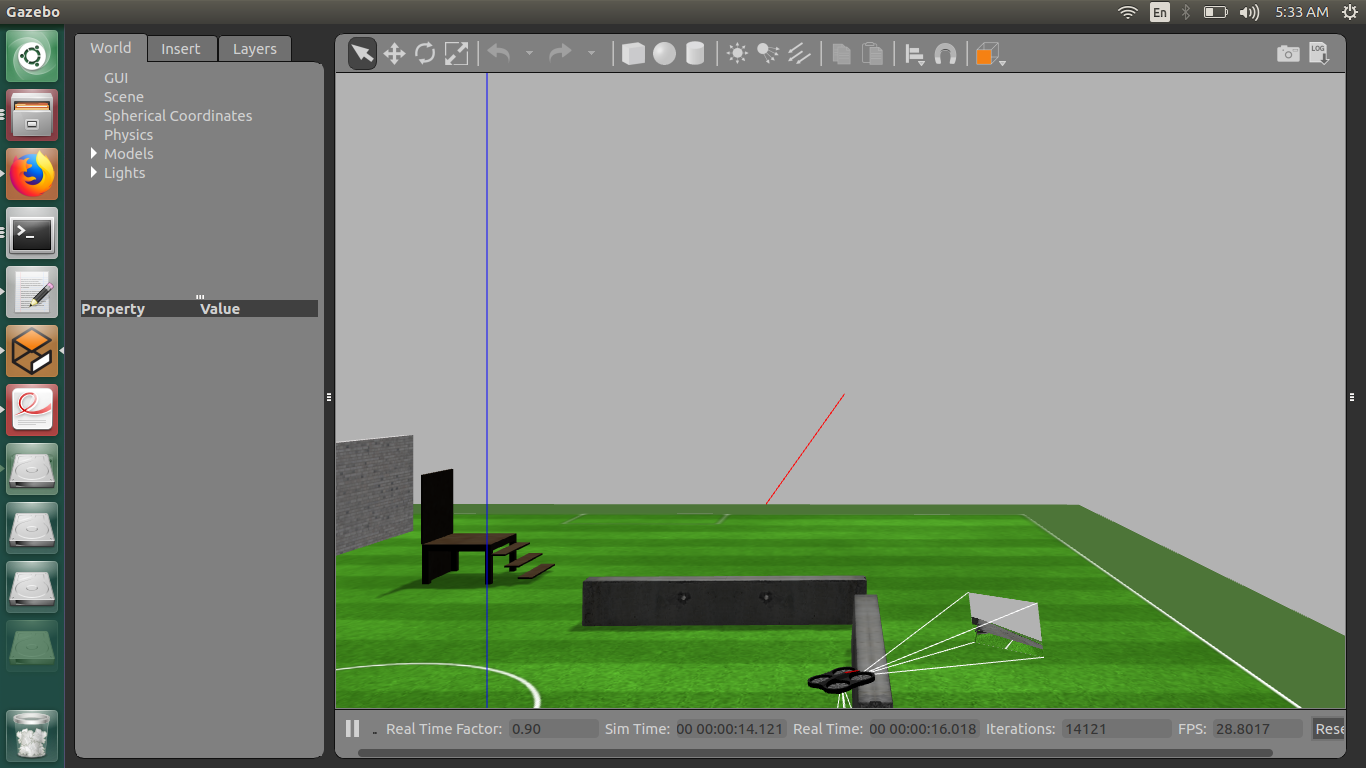 Gazebo
En
5:33 AM
World Insert Layers
GUI
Scene
Spherical Coordinates
Physics
Models
Lights
Property Value
LOG
Real Time Factor: 0.90 Sim Time: 00 00:00:14.121 Real Time: 00 00:00:16.018 Iterations: 14121 FPS: 28.8017 Rese